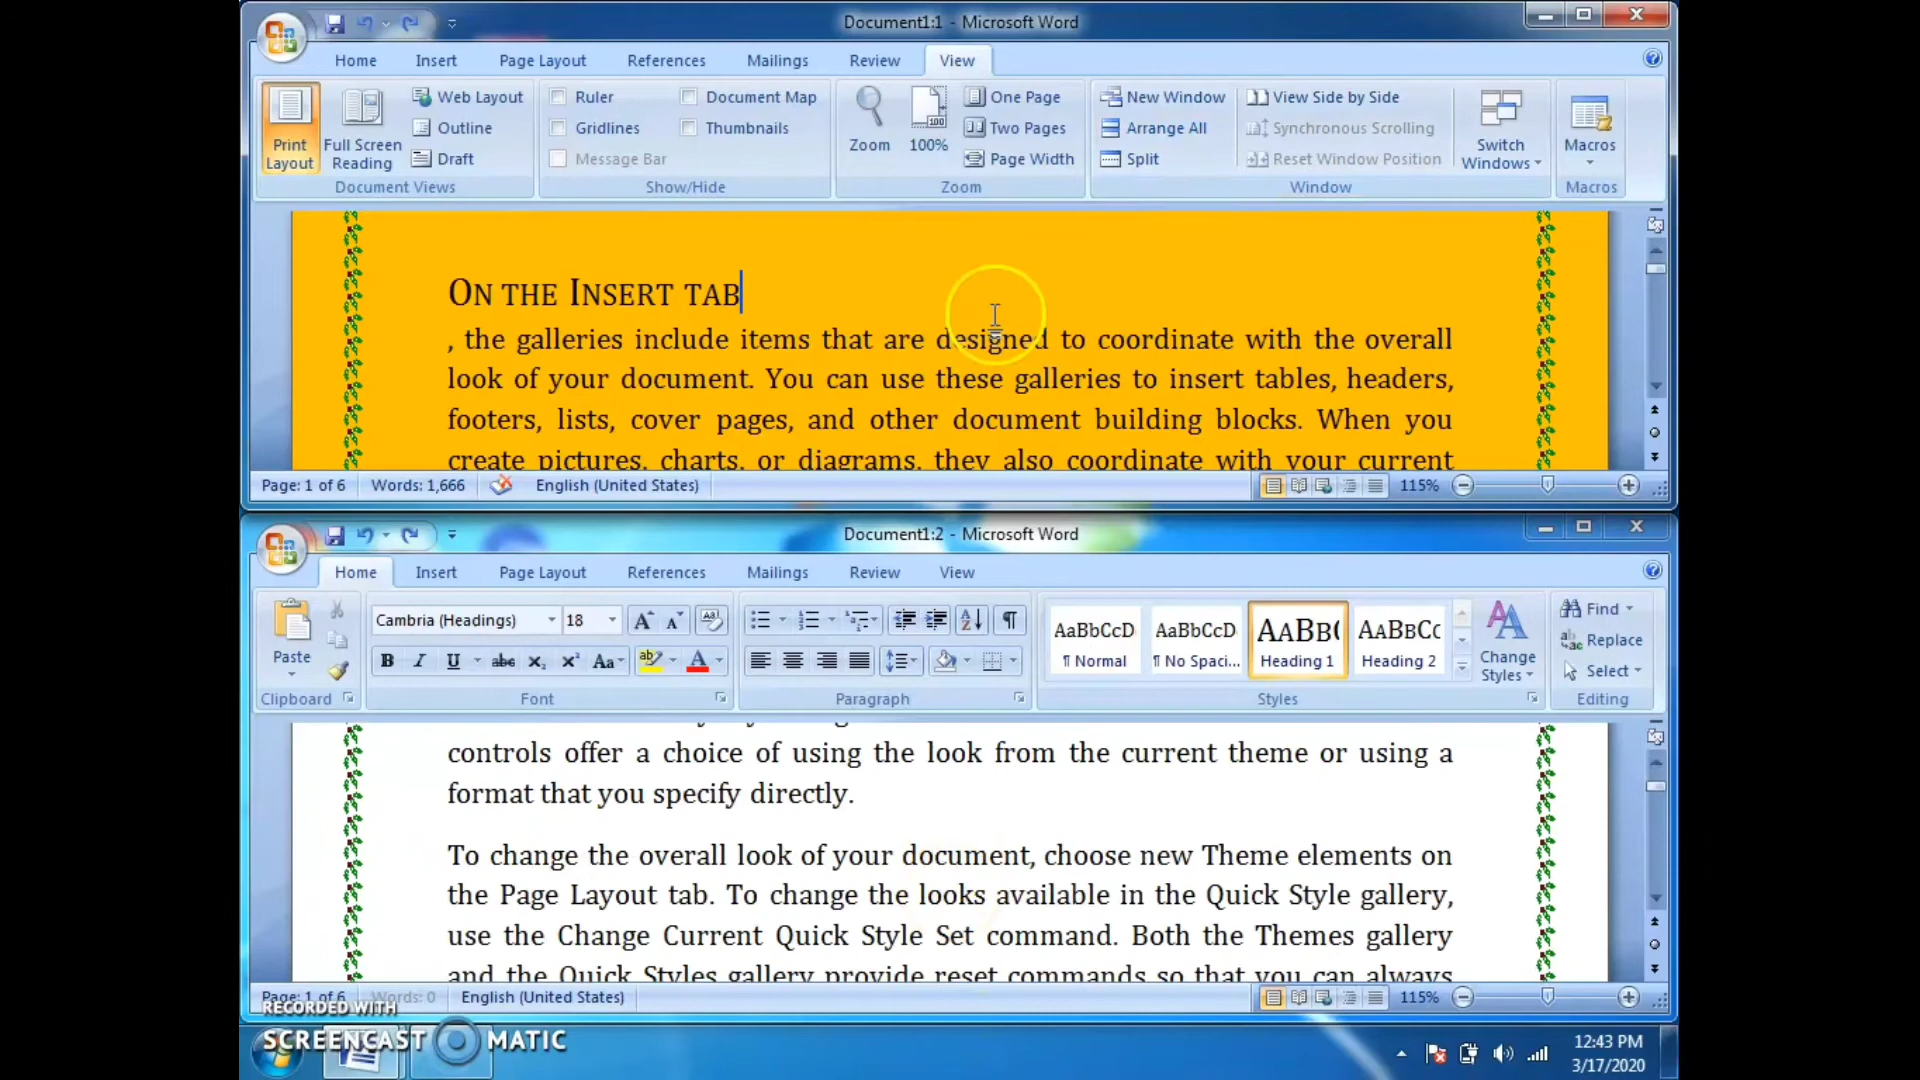 Document1:1 - Microsoft Word
Home Insert Page Layout References Mailings Review View
Print Layout
Full Screen Reading
Web Layout
Outline
Draft
Document Views
Ruler
Gridlines
Message Bar
Document Map
Thumbnails
Show/Hide
Zoom
100
100%
One Page
Two Pages
Page Width
Zoom
New Window
Arrange All
Split
View Side by Side
Synchronous Scrolling
Reset Window Position
Switch Windows
Window
Macros
Macros
ON THE INSERT TAB
, the galleries include items that are designed to coordinate with the overall
look of your document. You can use these galleries to insert tables, headers,
footers, lists, cover pages, and other document building blocks. When you
create pictures, charts, or diagrams, they also coordinate with your current
Page: 1 of 6 Words: 1,666 English (United States) 115%
Document1:2 - Microsoft Word
Home Insert Page Layout References Mailings Review View
Paste
Clipboard
Cambria (Headings) 18
B I U abc X₂ X² Aa ab A
Font
Paragraph
AaBbCcD AaBbCcD AABB( AABBCC
¶ Normal ¶ No Spaci... Heading 1 Heading 2
Change Styles
Styles
Find
Replace
Select
Editing
controls offer a choice of using the look from the current theme or using a
format that you specify directly.
To change the overall look of your document, choose new Theme elements on
the Page Layout tab. To change the looks available in the Quick Style gallery,
use the Change Current Quick Style Set command. Both the Themes gallery
and the Quick Styles gallery provide reset commands so that you can always
Page: 1 of 6 Words: 0 English (United States) 115%
RECORDED WITH
SCREENCAST MATIC
12:43 PM
3/17/2020